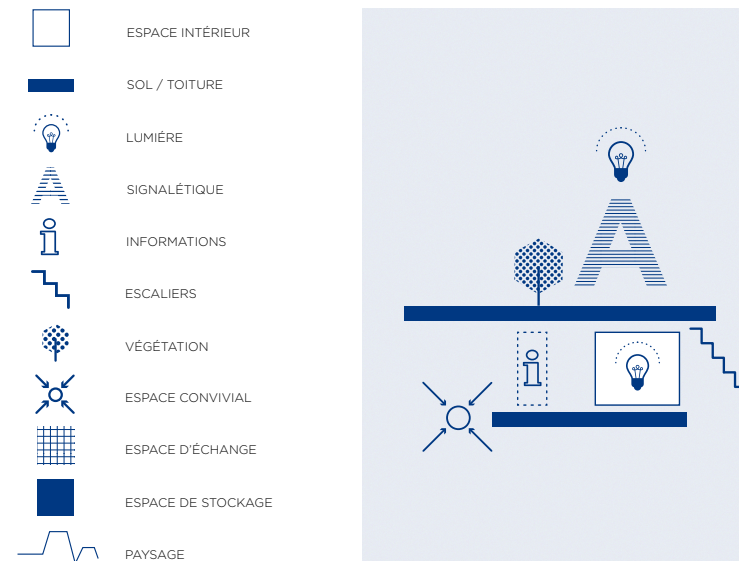 ESPACE INTÉRIEUR
SOL / TOITURE
LUMIÉRE
A
SIGNALÉTIQUE
i
INFORMATIONS
ESCALIERS
VÉGÉTATION
ESPACE CONVIVIAL
ESPACE D'ÉCHANGE
ESPACE DE STOCKAGE
PAYSAGE
A
i